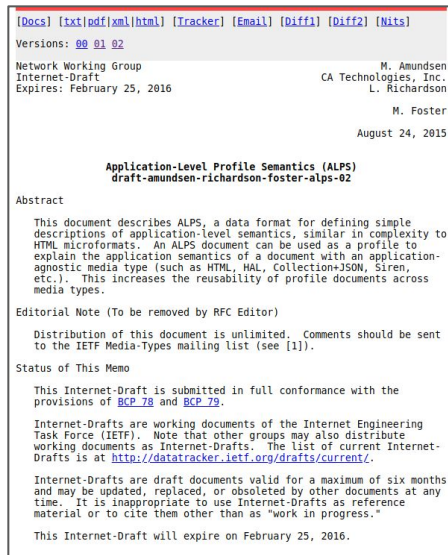 [Docs] [txt|pdf|xml|html] [Tracker] [Email] [Diff1] [Diff2] [Nits]
Versions: 00 01 02
Network Working Group M. Amundsen
Internet-Draft CA Technologies, Inc.
Expires: February 25, 2016 L. Richardson
M. Foster
August 24, 2015
Application-Level Profile Semantics (ALPS)
draft-amundsen-richardson-foster-alps-02
Abstract
This document describes ALPS, a data format for defining simple
descriptions of application-level semantics, similar in complexity to
HTML microformats. An ALPS document can be used as a profile to
explain the application semantics of a document with an application-
agnostic media type (such as HTML, HAL, Collection+JSON, Siren,
etc.). This increases the reusability of profile documents across
media types.
Editorial Note (To be removed by RFC Editor)
Distribution of this document is unlimited. Comments should be sent
to the IETF Media-Types mailing list (see [1]).
Status of This Memo
This Internet-Draft is submitted in full conformance with the
provisions of BCP 78 and BCP 79.
Internet-Drafts are working documents of the Internet Engineering
Task Force (IETF). Note that other groups may also distribute
working documents as Internet-Drafts. The list of current Internet-
Drafts is at http://datatracker.ietf.org/drafts/current/.
Internet-Drafts are draft documents valid for a maximum of six months
and may be updated, replaced, or obsoleted by other documents at any
time. It is inappropriate to use Internet-Drafts as reference
material or to cite them other than as "work in progress."
This Internet-Draft will expire on February 25, 2016.